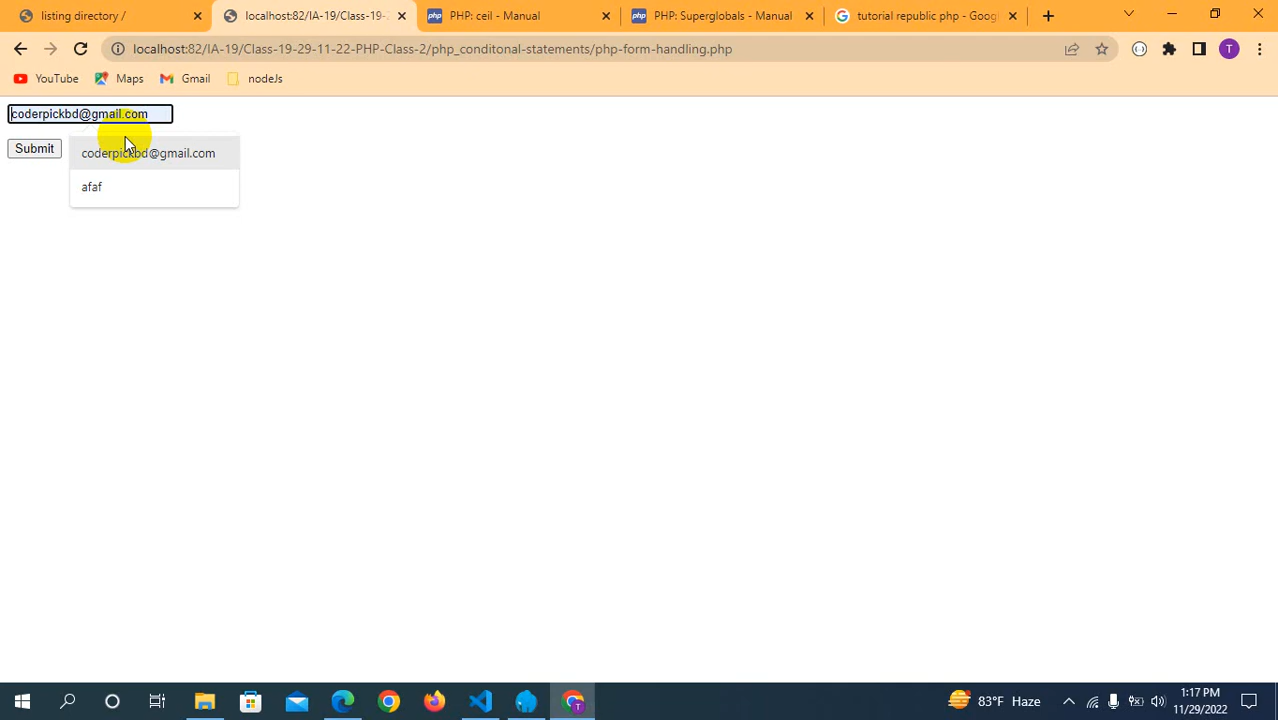 listing directory /
localhost:82/IA-19/Class-19-
PHP: ceil - Manual
PHP: Superglobals - Manual
tutorial republic php - Goog
localhost:82/IA-19/Class-19-29-11-22-PHP-Class-2/php_conditonal-statements/php-form-handling.php
T
YouTube
Maps
Gmail
nodeJs
coderpickbd@gmail.com
Submit
coderpickbd@gmail.com
afaf
83°F Haze
1:17 PM
11/29/2022